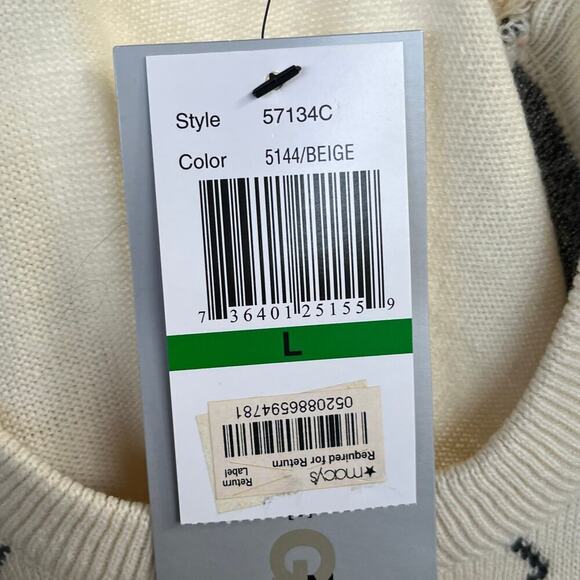 Style 57134C
Color 5144/BEIGE
7 36401 25155 9
L
★macy's
Required for Return
Return
Label
0520886594781